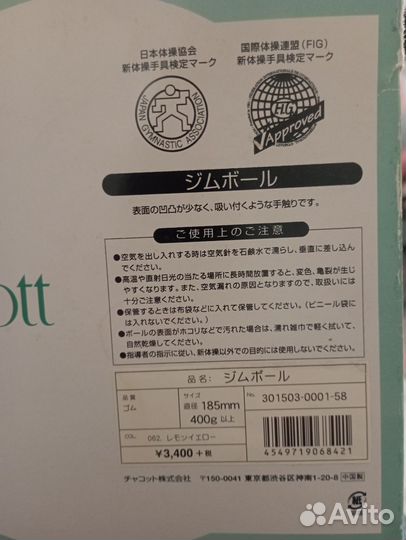 日本体操協会
新体操手具検定マーク
国際体操連盟(FIG)
新体操手具検定マーク
JAPAN GYMNASTIC ASSOCIATION
FIG
Approved
ジムボール
表面の凹凸が少なく、吸い付くような手触りです。
ご使用上のご注意
●空気を出し入れする時は空気針を石鹸水で濡らし、垂直に差し込んでください。
●高温や直射日光の当たる場所に長時間放置すると、変色、亀裂が生じやすくなります。また、空気漏れの原因となりますので、取扱いには十分ご注意ください。
●保管するときは布袋などに入れて保管してください。(ビニール袋には入れないでください。)
●ボールの表面がホコリなどで汚れた場合は、濡れ雑巾で軽く拭いて、自然乾燥してください。
●指導者の指示に従い、新体操以外での目的には使用しないでください。
ott
品名: ジムボール
品質
ゴム
サイズ
直径 185mm
400g 以上
No. 301503-0001-58
COL. 062. レモンイエロー
¥3,400 +税
4549719068421
チャコット株式会社 〒150-0041 東京都渋谷区神南1-20-8 中国製
紙
Avito